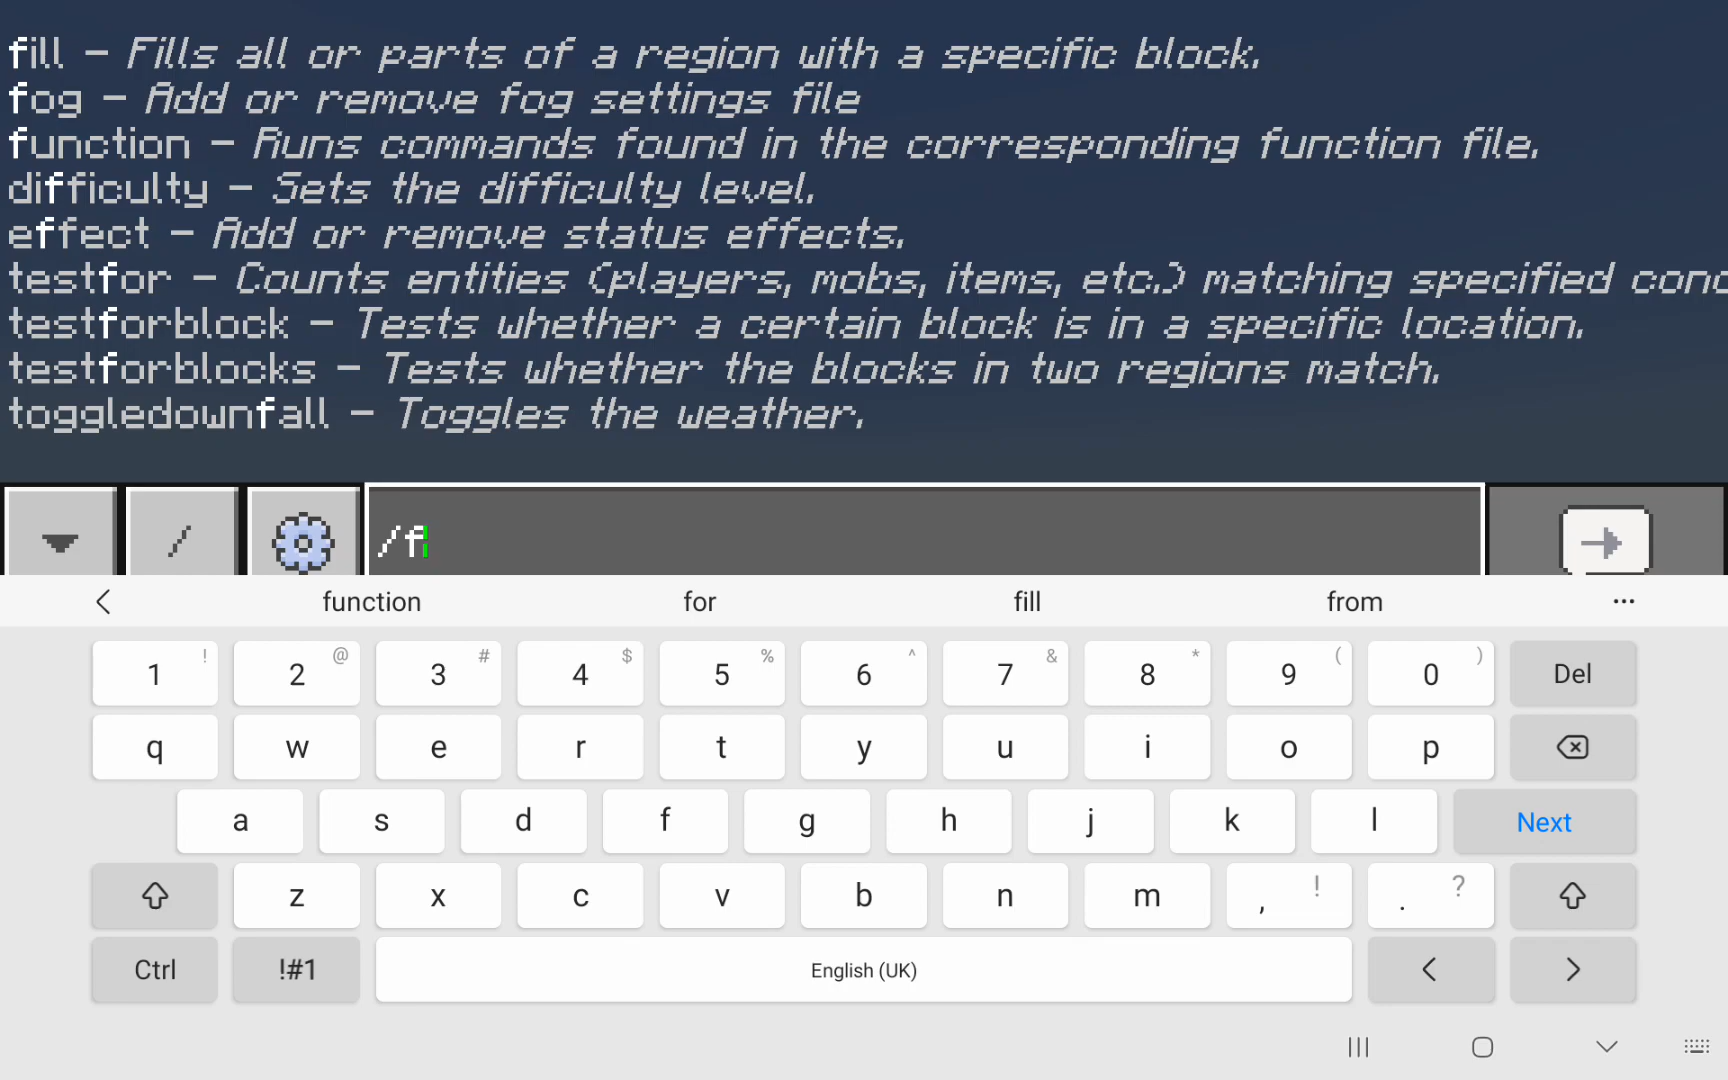 fill – Fills all or parts of a region with a specific block.
fog – Add or remove fog settings file
function – Runs commands found in the corresponding function file.
difficulty – Sets the difficulty level.
effect – Add or remove status effects.
testfor – Counts entities (players, mobs, items, etc.) matching specified conc
testforblock – Tests whether a certain block is in a specific location.
testforblocks – Tests whether the blocks in two regions match.
toggledownfall – Toggles the weather.
/ /f
function for fill from ...
1 ! 2 @ 3 # 4 $ 5 % 6 ^ 7 & 8 * 9 ( 0 ) Del
q w e r t y u i o p
a s d f g h j k l Next
z x c v b n m , ! . ?
Ctrl !#1 English (UK) < >